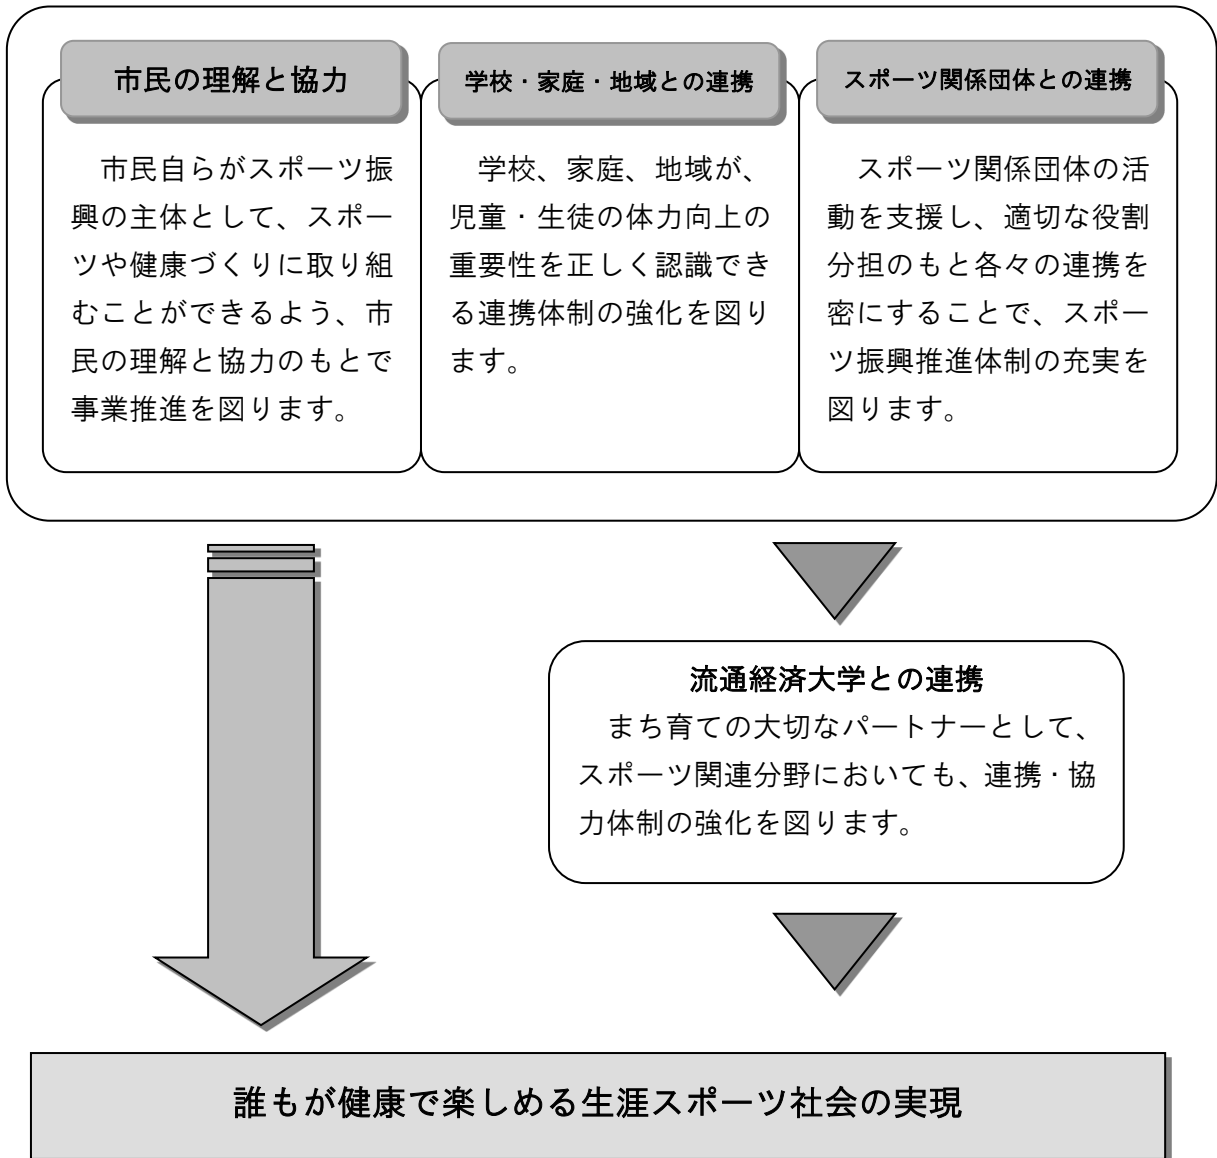 市民の理解と協力
市民自らがスポーツ振
興の主体として、スポー
ツや健康づくりに取り組
むことができるよう、市
民の理解と協力のもとで
事業推進を図ります。
学校・家庭・地域との連携
学校、家庭、地域が、
児童・生徒の体力向上の
重要性を正しく認識でき
る連携体制の強化を図り
ます。
スポーツ関係団体との連携
スポーツ関係団体の活
動を支援し、適切な役割
分担のもと各々の連携を
密にすることで、スポー
ツ振興推進体制の充実を
図ります。
流通経済大学との連携
まち育ての大切なパートナーとして、
スポーツ関連分野においても、連携・協
力体制の強化を図ります。
誰もが健康で楽しめる生涯スポーツ社会の実現